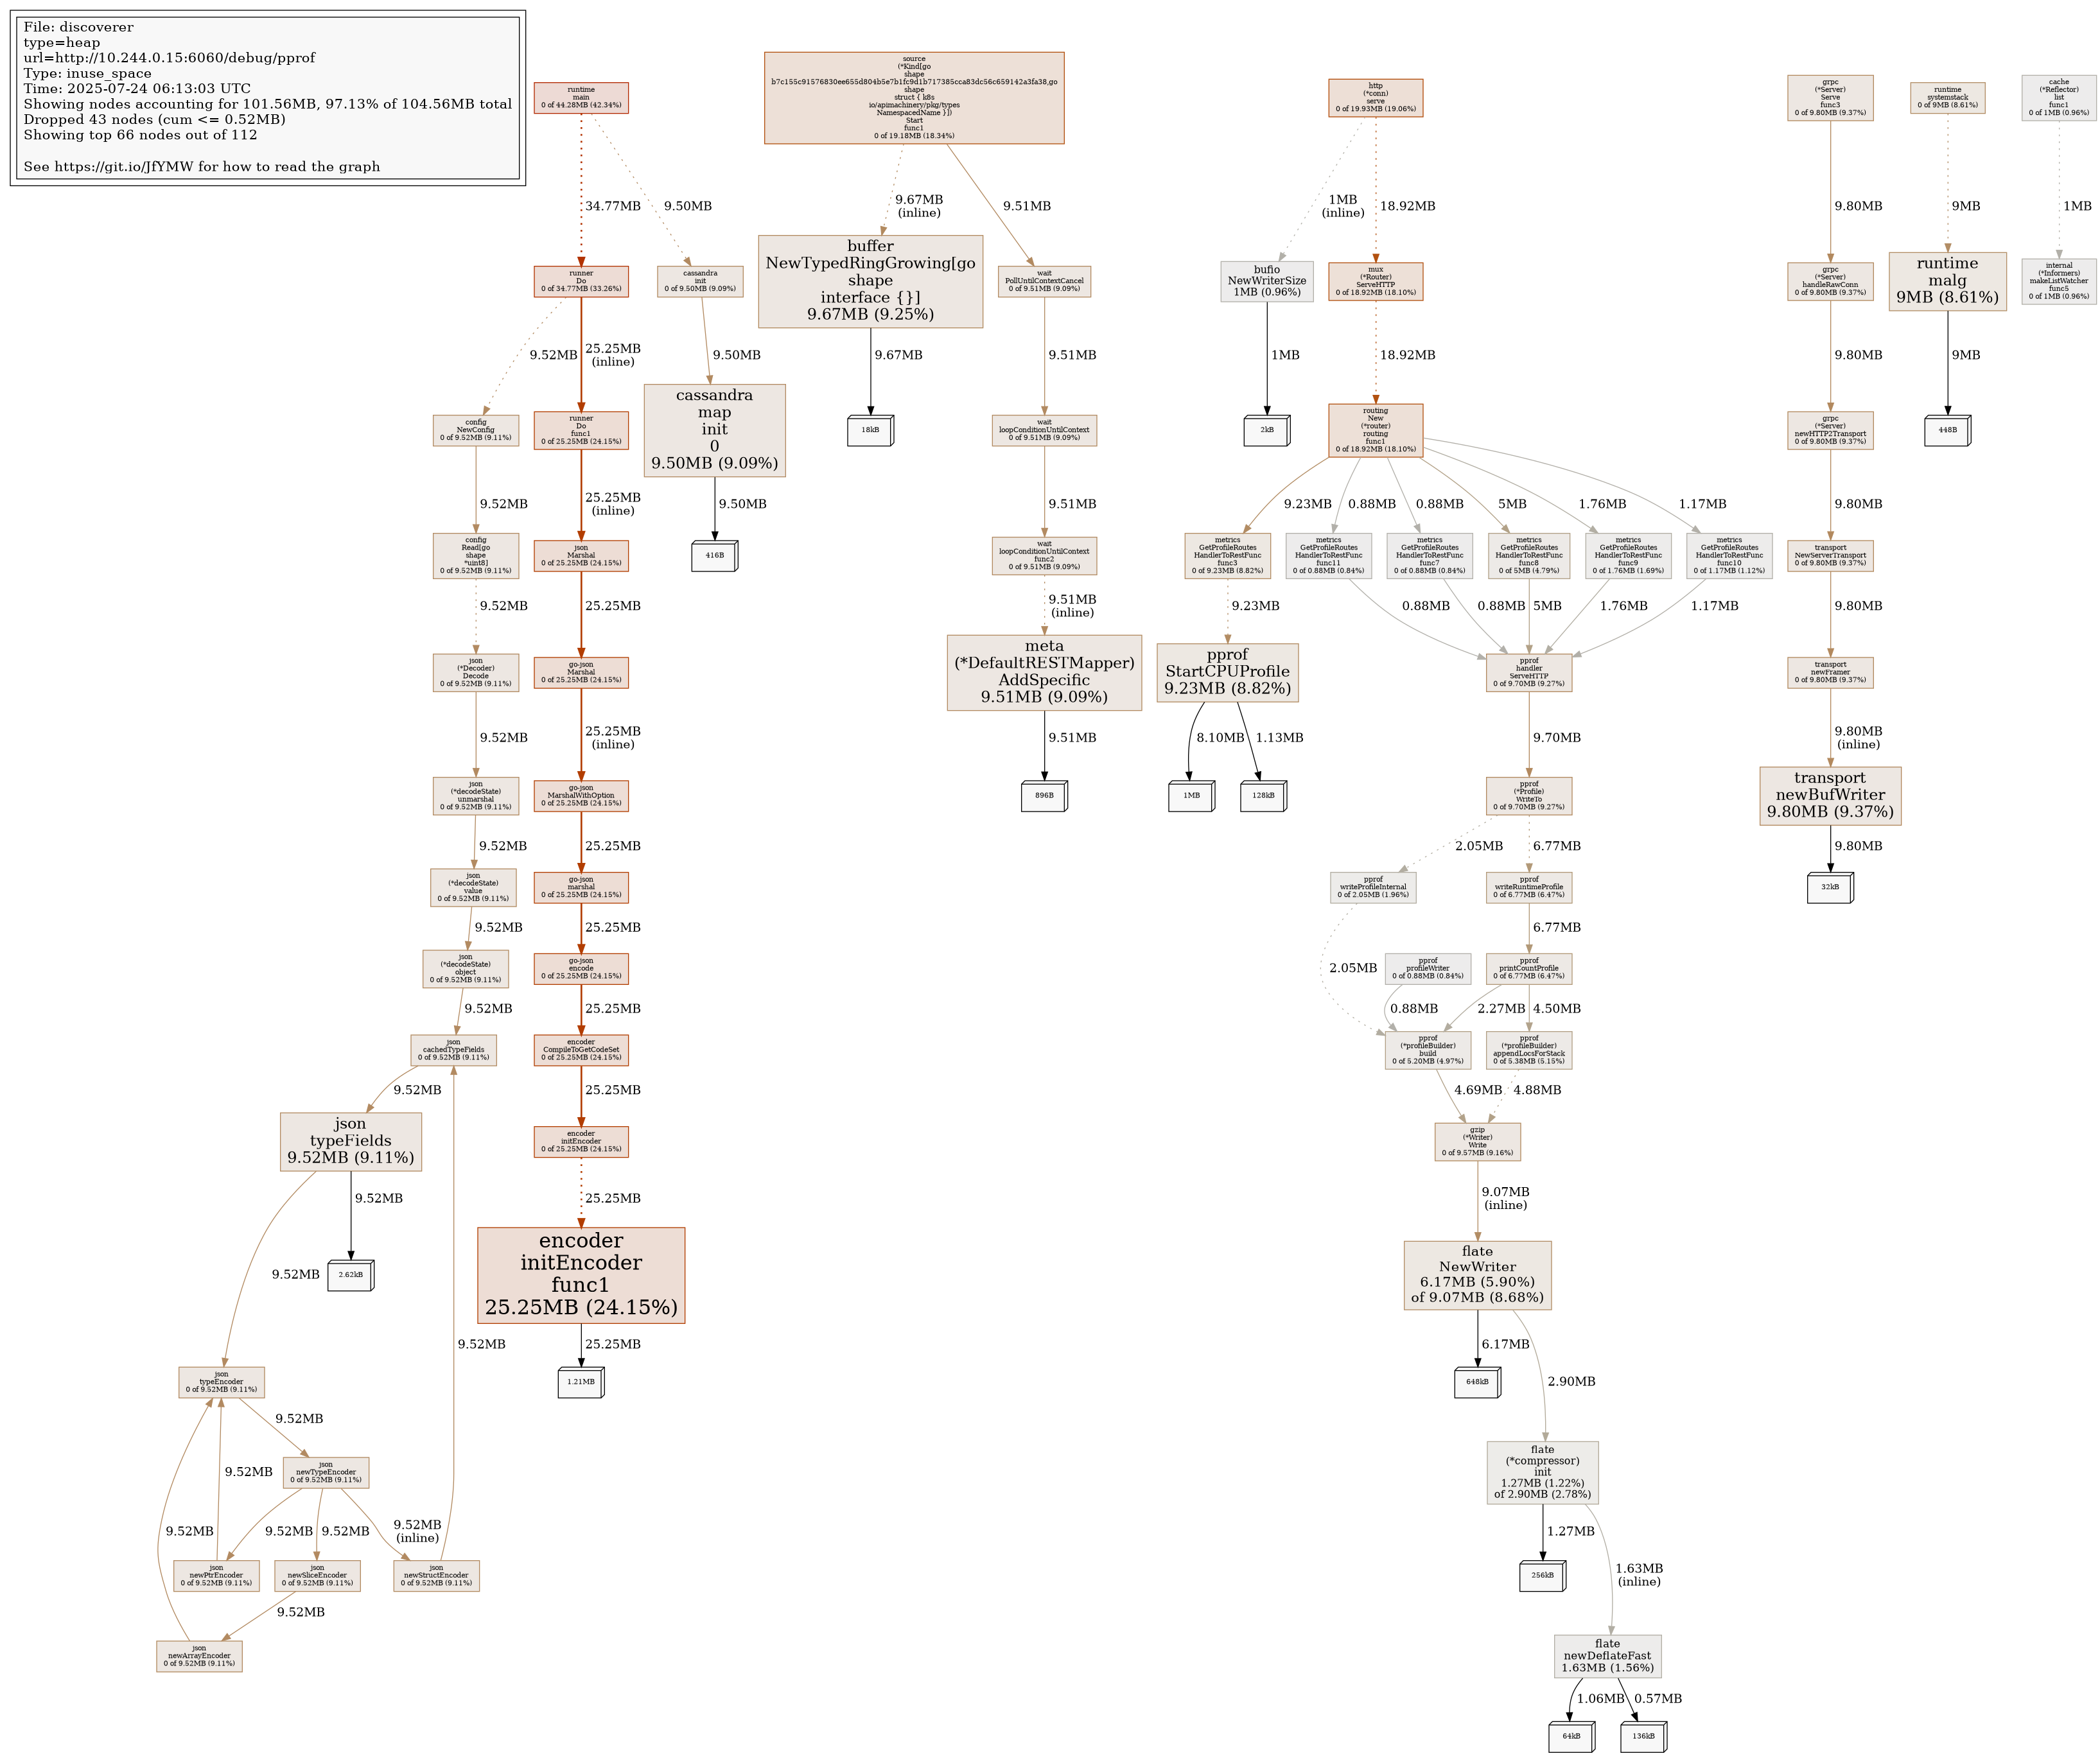 File: discoverer
type=heap
url=http://10.244.0.15:6060/debug/pprof
Type: inuse_space
Time: 2025-07-24 06:13:03 UTC
Showing nodes accounting for 101.56MB, 97.13% of 104.56MB total
Dropped 43 nodes (cum <= 0.52MB)
Showing top 66 nodes out of 112
See https://git.io/JfYMW for how to read the graph
runtime
main
0 of 44.28MB (42.34%)
34.77MB
9.50MB
runner
Do
0 of 34.77MB (33.26%)
cassandra
init
0 of 9.50MB (9.09%)
9.52MB
25.25MB
(inline)
9.50MB
config
NewConfig
0 of 9.52MB (9.11%)
runner
Do
func1
0 of 25.25MB (24.15%)
cassandra
map
init
0
9.50MB (9.09%)
9.50MB
416B
9.52MB
25.25MB
(inline)
config
Read[go
shape
*uint8]
0 of 9.52MB (9.11%)
json
Marshal
0 of 25.25MB (24.15%)
9.52MB
25.25MB
json
(*Decoder)
Decode
0 of 9.52MB (9.11%)
go-json
Marshal
0 of 25.25MB (24.15%)
9.52MB
25.25MB
(inline)
json
(*decodeState)
unmarshal
0 of 9.52MB (9.11%)
go-json
MarshalWithOption
0 of 25.25MB (24.15%)
9.52MB
25.25MB
json
(*decodeState)
value
0 of 9.52MB (9.11%)
go-json
marshal
0 of 25.25MB (24.15%)
9.52MB
25.25MB
json
(*decodeState)
object
0 of 9.52MB (9.11%)
go-json
encode
0 of 25.25MB (24.15%)
9.52MB
25.25MB
json
cachedTypeFields
0 of 9.52MB (9.11%)
encoder
CompileToGetCodeSet
0 of 25.25MB (24.15%)
9.52MB
25.25MB
json
typeFields
9.52MB (9.11%)
encoder
initEncoder
0 of 25.25MB (24.15%)
9.52MB
9.52MB
2.62kB
25.25MB
encoder
initEncoder
func1
25.25MB (24.15%)
25.25MB
1.21MB
9.52MB
json
typeEncoder
0 of 9.52MB (9.11%)
9.52MB
json
newTypeEncoder
0 of 9.52MB (9.11%)
9.52MB
9.52MB
9.52MB
9.52MB
9.52MB
(inline)
json
newPtrEncoder
0 of 9.52MB (9.11%)
json
newSliceEncoder
0 of 9.52MB (9.11%)
json
newStructEncoder
0 of 9.52MB (9.11%)
9.52MB
json
newArrayEncoder
0 of 9.52MB (9.11%)
source
(*Kind[go
shape
b7c155c91576830ee655d804b5e7b1fc9d1b717385cca83dc56c659142a3fa38,go
shape
struct { k8s
io/apimachinery/pkg/types
NamespacedName }])
Start
func1
0 of 19.18MB (18.34%)
9.67MB
(inline)
9.51MB
buffer
NewTypedRingGrowing[go
shape
interface {}]
9.67MB (9.25%)
9.67MB
18kB
wait
PollUntilContextCancel
0 of 9.51MB (9.09%)
9.51MB
wait
loopConditionUntilContext
0 of 9.51MB (9.09%)
9.51MB
wait
loopConditionUntilContext
func2
0 of 9.51MB (9.09%)
9.51MB
(inline)
meta
(*DefaultRESTMapper)
AddSpecific
9.51MB (9.09%)
9.51MB
896B
http
(*conn)
serve
0 of 19.93MB (19.06%)
1MB
(inline)
18.92MB
bufio
NewWriterSize
1MB (0.96%)
1MB
2kB
mux
(*Router)
ServeHTTP
0 of 18.92MB (18.10%)
18.92MB
routing
New
(*router)
routing
func1
0 of 18.92MB (18.10%)
9.23MB
0.88MB
0.88MB
5MB
1.76MB
1.17MB
metrics
GetProfileRoutes
HandlerToRestFunc
func3
0 of 9.23MB (8.82%)
metrics
GetProfileRoutes
HandlerToRestFunc
func11
0 of 0.88MB (0.84%)
metrics
GetProfileRoutes
HandlerToRestFunc
func7
0 of 0.88MB (0.84%)
metrics
GetProfileRoutes
HandlerToRestFunc
func8
0 of 5MB (4.79%)
metrics
GetProfileRoutes
HandlerToRestFunc
func9
0 of 1.76MB (1.69%)
metrics
GetProfileRoutes
HandlerToRestFunc
func10
0 of 1.17MB (1.12%)
9.23MB
0.88MB
0.88MB
5MB
1.76MB
1.17MB
pprof
StartCPUProfile
9.23MB (8.82%)
8.10MB
1.13MB
1MB
128kB
pprof
handler
ServeHTTP
0 of 9.70MB (9.27%)
9.70MB
pprof
(*Profile)
WriteTo
0 of 9.70MB (9.27%)
2.05MB
6.77MB
pprof
writeProfileInternal
0 of 2.05MB (1.96%)
pprof
writeRuntimeProfile
0 of 6.77MB (6.47%)
6.77MB
2.05MB
pprof
profileWriter
0 of 0.88MB (0.84%)
pprof
printCountProfile
0 of 6.77MB (6.47%)
0.88MB
2.27MB
4.50MB
pprof
(*profileBuilder)
build
0 of 5.20MB (4.97%)
pprof
(*profileBuilder)
appendLocsForStack
0 of 5.38MB (5.15%)
4.69MB
4.88MB
gzip
(*Writer)
Write
0 of 9.57MB (9.16%)
9.07MB
(inline)
flate
NewWriter
6.17MB (5.90%)
of 9.07MB (8.68%)
6.17MB
648kB
2.90MB
flate
(*compressor)
init
1.27MB (1.22%)
of 2.90MB (2.78%)
1.27MB
256kB
1.63MB
(inline)
flate
newDeflateFast
1.63MB (1.56%)
1.06MB
0.57MB
64kB
136kB
grpc
(*Server)
Serve
func3
0 of 9.80MB (9.37%)
9.80MB
grpc
(*Server)
handleRawConn
0 of 9.80MB (9.37%)
9.80MB
grpc
(*Server)
newHTTP2Transport
0 of 9.80MB (9.37%)
9.80MB
transport
NewServerTransport
0 of 9.80MB (9.37%)
9.80MB
transport
newFramer
0 of 9.80MB (9.37%)
9.80MB
(inline)
transport
newBufWriter
9.80MB (9.37%)
9.80MB
32kB
runtime
systemstack
0 of 9MB (8.61%)
9MB
runtime
malg
9MB (8.61%)
9MB
448B
cache
(*Reflector)
list
func1
0 of 1MB (0.96%)
1MB
internal
(*Informers)
makeListWatcher
func5
0 of 1MB (0.96%)